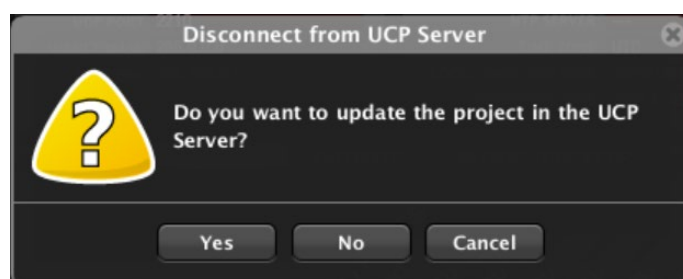 Disconnect from UCP Server
Do you want to update the project in the UCP
Server?
Yes
No
Cancel